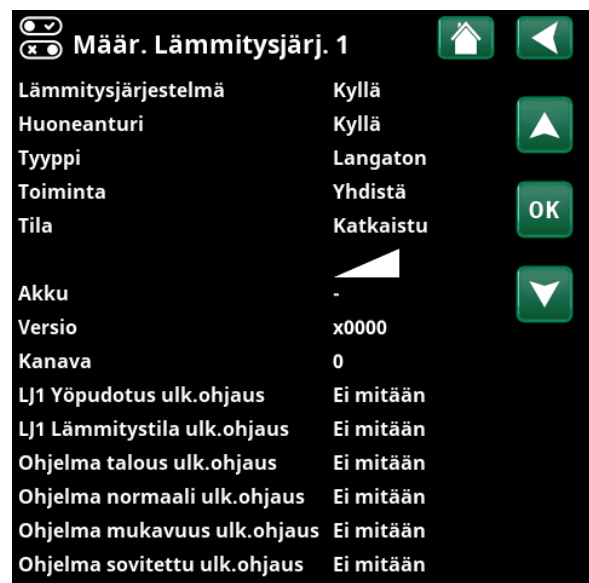 Määr. Lämmitysjärj. 1
Lämmitysjärjestelmä Kyllä
Huoneanturi Kyllä
Tyyppi Langaton
Toiminta Yhdistä
Tila Katkaistu
OK
Akku -
Versio x0000
Kanava 0
LJ1 Yöpudotus ulk.ohjaus Ei mitään
LJ1 Lämmitystila ulk.ohjaus Ei mitään
Ohjelma talous ulk.ohjaus Ei mitään
Ohjelma normaali ulk.ohjaus Ei mitään
Ohjelma mukavuus ulk.ohjaus Ei mitään
Ohjelma sovitettu ulk.ohjaus Ei mitään